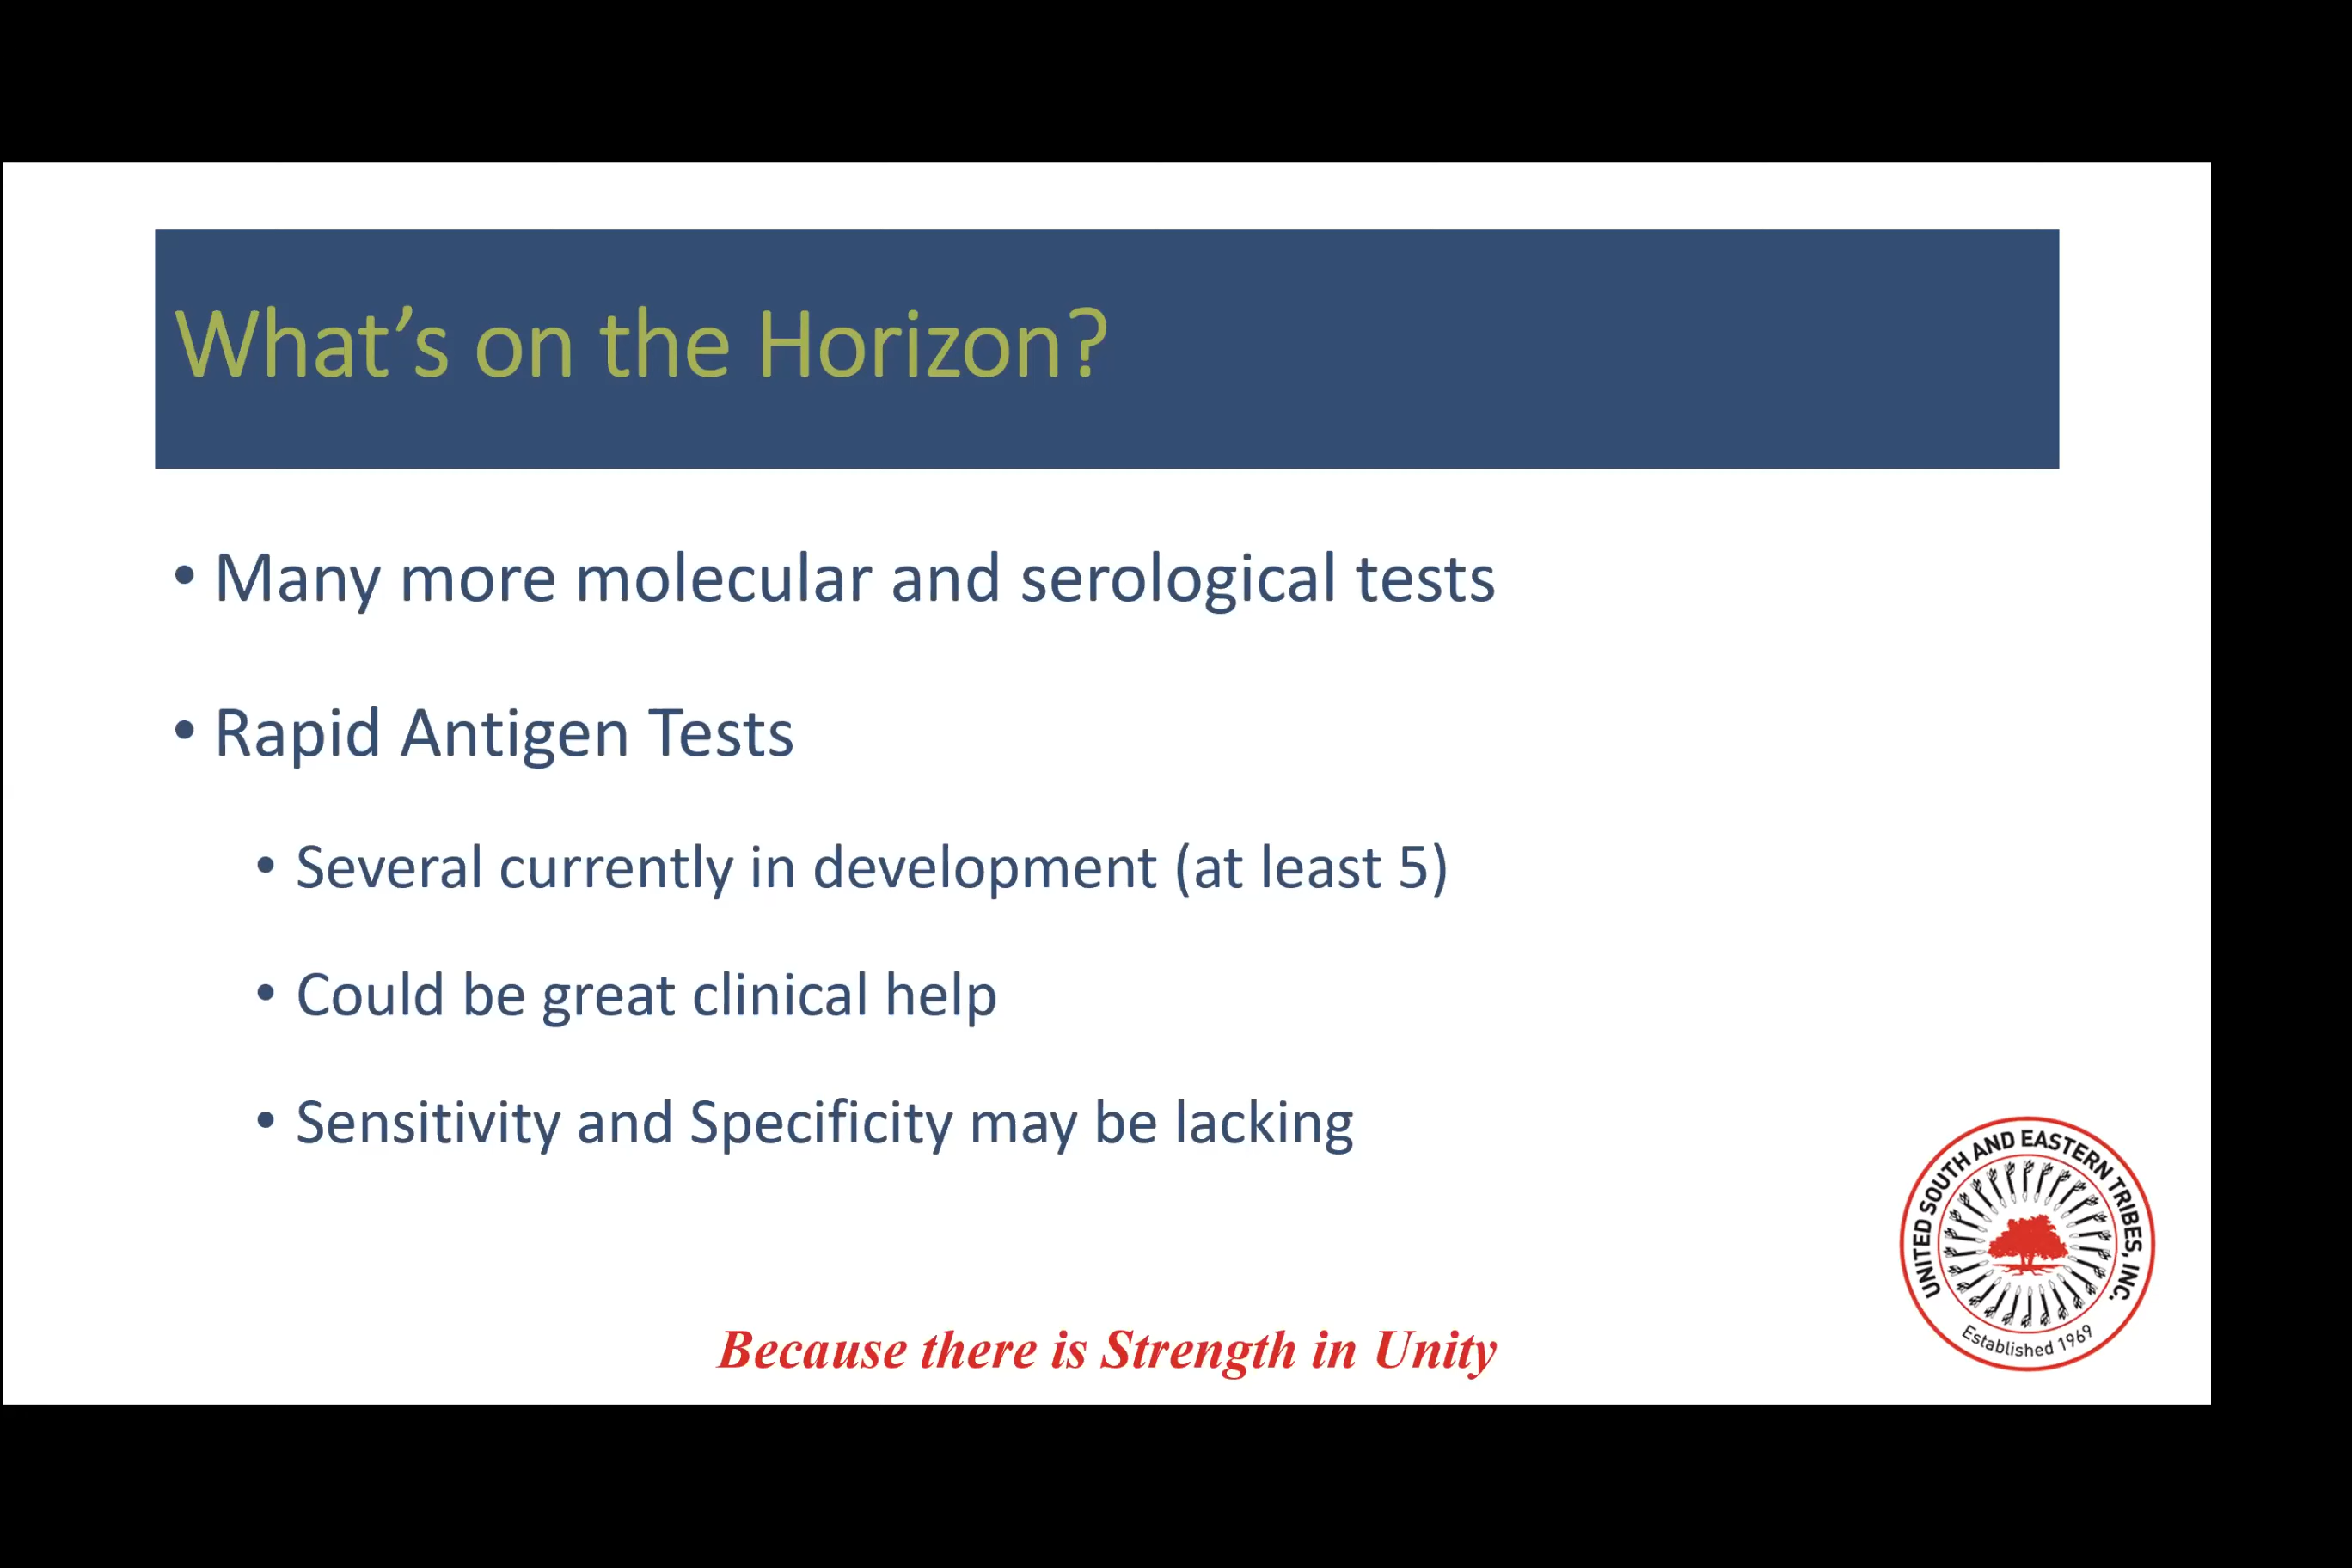 What’s on the Horizon?
• Many more molecular and serological tests
• Rapid Antigen Tests
• Several currently in development (at least 5)
• Could be great clinical help
• Sensitivity and Specificity may be lacking
UNITED SOUTH AND EASTERN TRIBES, INC.
Established 1969
Because there is Strength in Unity